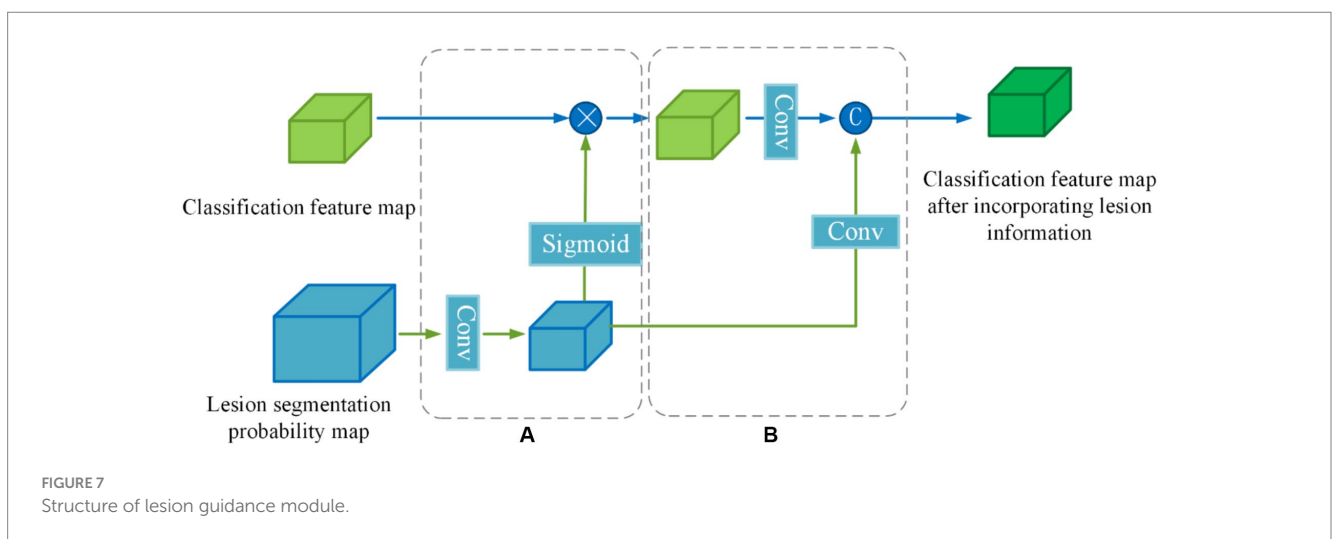 Classification feature map
Sigmoid
Conv
Lesion segmentation
probability map
A
Conv
C
Conv
B
Classification feature map
after incorporating lesion
information
FIGURE 7
Structure of lesion guidance module.